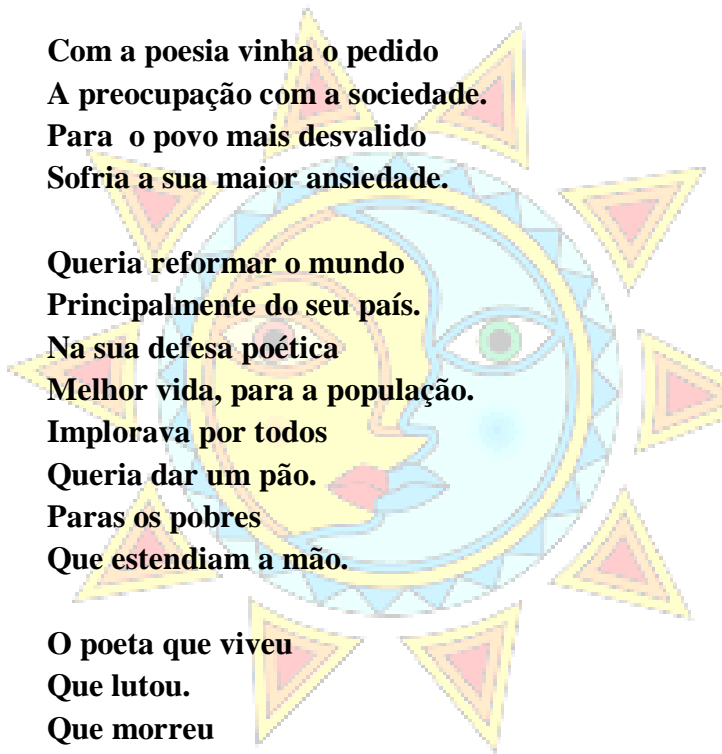 Com a poesia vinha o pedido
A preocupação com a sociedade.
Para  o povo mais desvalido
Sofria a sua maior ansiedade.

Queria reformar o mundo
Principalmente do seu país.
Na sua defesa poética
Melhor vida, para a população.
Implorava por todos
Queria dar um pão.
Paras os pobres
Que estendiam a mão.

O poeta que viveu
Que lutou.
Que morreu